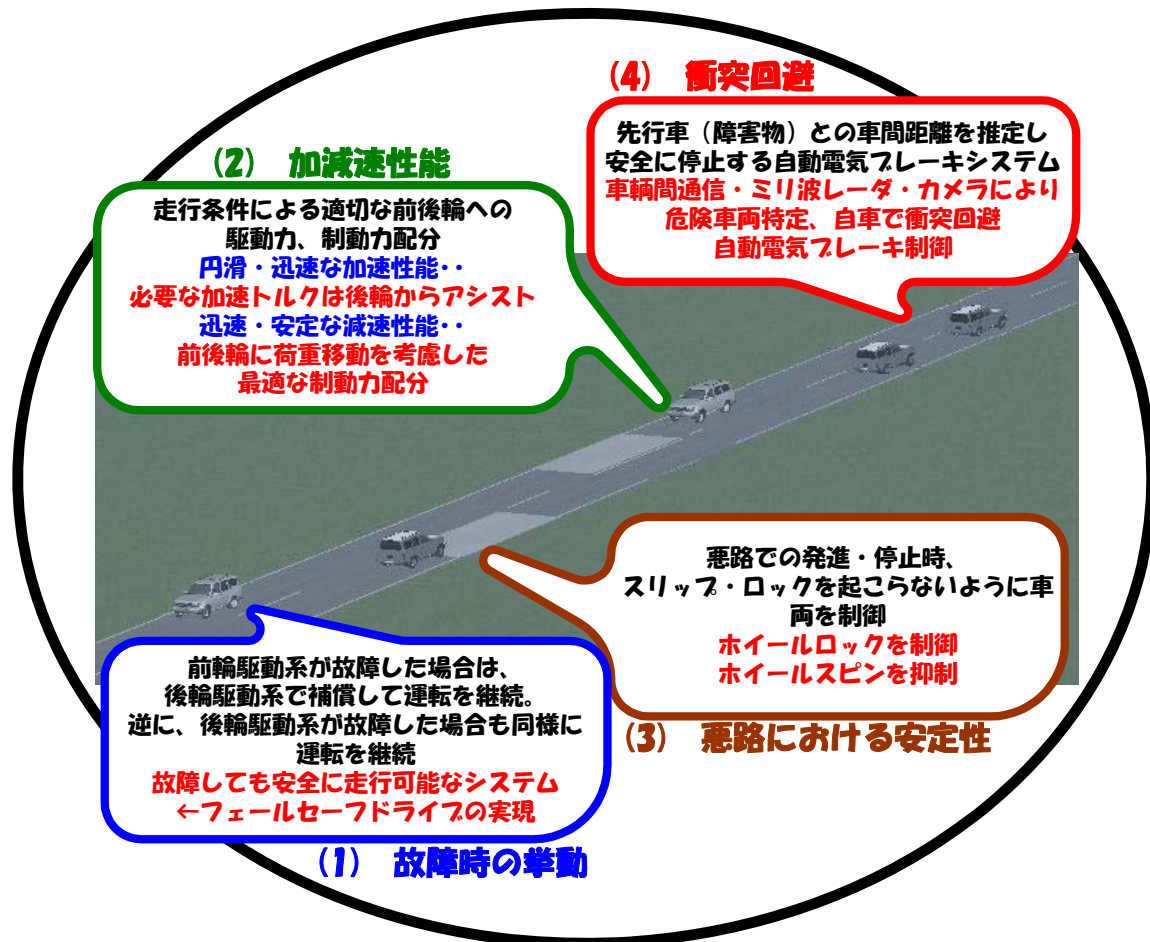 (4) 衝突回避
先行車(障害物)との車間距離を推定し
安全に停止する自動電気ブレーキシステム
車輌間通信・ミリ波レーダ・カメラにより
危険車両特定、自車で衝突回避
自動電気ブレーキ制御
(2) 加減速性能
走行条件による適切な前後輪への
駆動力、制動力配分
円滑・迅速な加速性能・・
必要な加速トルクは後輪からアシスト
迅速・安定な減速性能・・
前後輪に荷重移動を考慮した
最適な制動力配分
悪路での発進・停止時、
スリップ・ロックを起こらないように車
両を制御
ホイールロックを制御
ホイールスピンを抑制
(3) 悪路における安定性
前輪駆動系が故障した場合は、
後輪駆動系で補償して運転を継続。
逆に、後輪駆動系が故障した場合も同様に
運転を継続
故障しても安全に走行可能なシステム
←フェールセーフドライブの実現
(1) 故障時の挙動